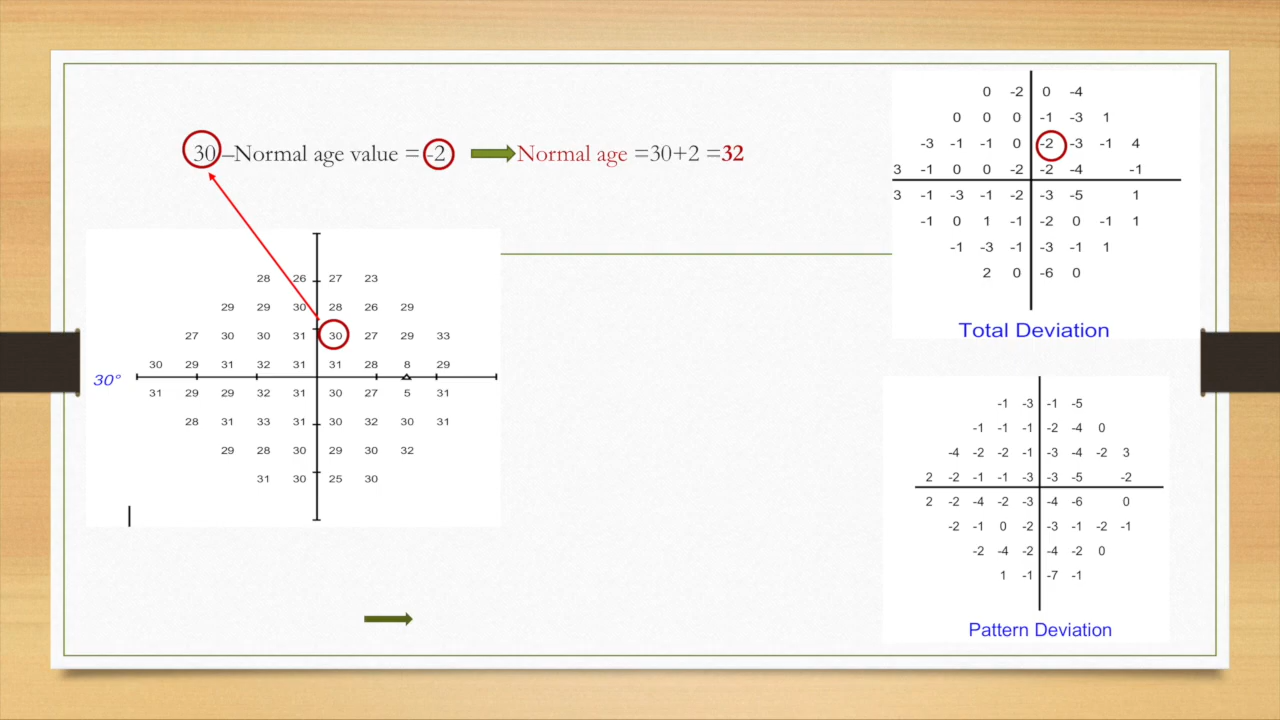 30 –Normal age value = -2 Normal age =30+2 =32
28 26 27 23
29 29 30 28 26 29
27 30 30 31 30 27 29 33
30 29 31 32 31 31 28 8 29
30°
31 29 29 32 31 30 27 5 31
28 31 33 31 30 32 30 31
29 28 30 29 30 32
31 30 25 30
0 -2 0 -4
0 0 0 -1 -3 1
-3 -1 -1 0 -2 -3 -1 4
3 -1 0 0 -2 -2 -4 -1
3 -1 -3 -1 -2 -3 -5 1
-1 0 1 -1 -2 0 -1 1
-1 -3 -1 -3 -1 1
2 0 -6 0
Total Deviation
-1 -3 -1 -5
-1 -1 -1 -2 -4 0
-4 -2 -2 -1 -3 -4 -2 3
2 -2 -1 -1 -3 -3 -5 -2
2 -2 -4 -2 -3 -4 -6 0
-2 -1 0 -2 -3 -1 -2 -1
-2 -4 -2 -4 -2 0
1 -1 -7 -1
Pattern Deviation